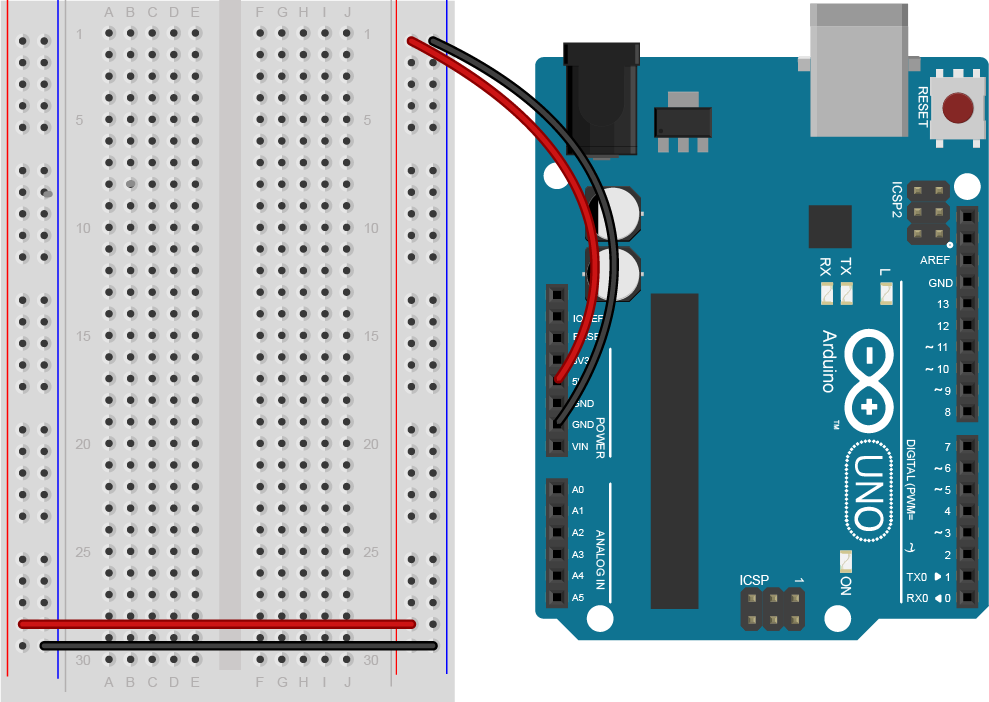 A B C D E F G H I J
1 1
5 5
10 10
15 15
20 20
25 25
30 30
A B C D E F G H I J
RESET
ICSP2
AREF
GND
13
12
~ 11
~ 10
~ 9
8
7
~ 6
~ 5
4
~ 3
2
TX0 ▶ 1
RX0 ◀ 0
RX
TX
L
Arduino
TM
UNO
DIGITAL (PWM= ~)
ON
ICSP
1
5V
GND
GND
VIN
POWER
A0
A1
A2
A3
A4
A5
ANALOG IN